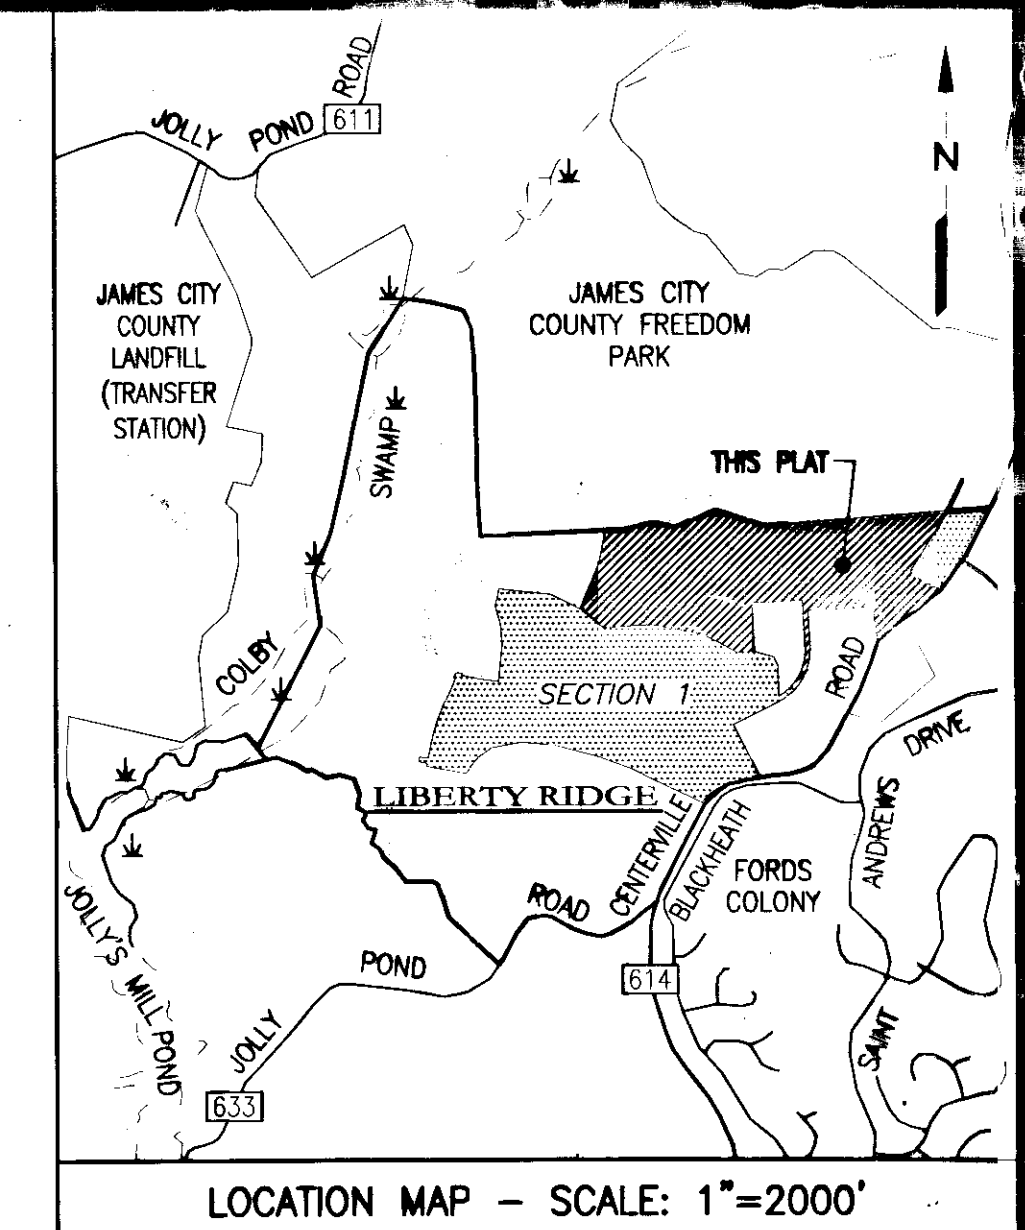 JOLLY POND ROAD
611
N
JAMES CITY
COUNTY
LANDFILL
(TRANSFER
STATION)
JAMES CITY
COUNTY FREEDOM
PARK
COLBY SWAMP
THIS PLAT
SECTION 1
ROAD
LIBERTY RIDGE
CENTERVILLE
BLACKHEATH
DRIVE
ANDREWS
SAINT
FORDS
COLONY
JOLLY POND ROAD
614
JOLLY'S MILL POND
633
LOCATION MAP – SCALE: 1"=2000'